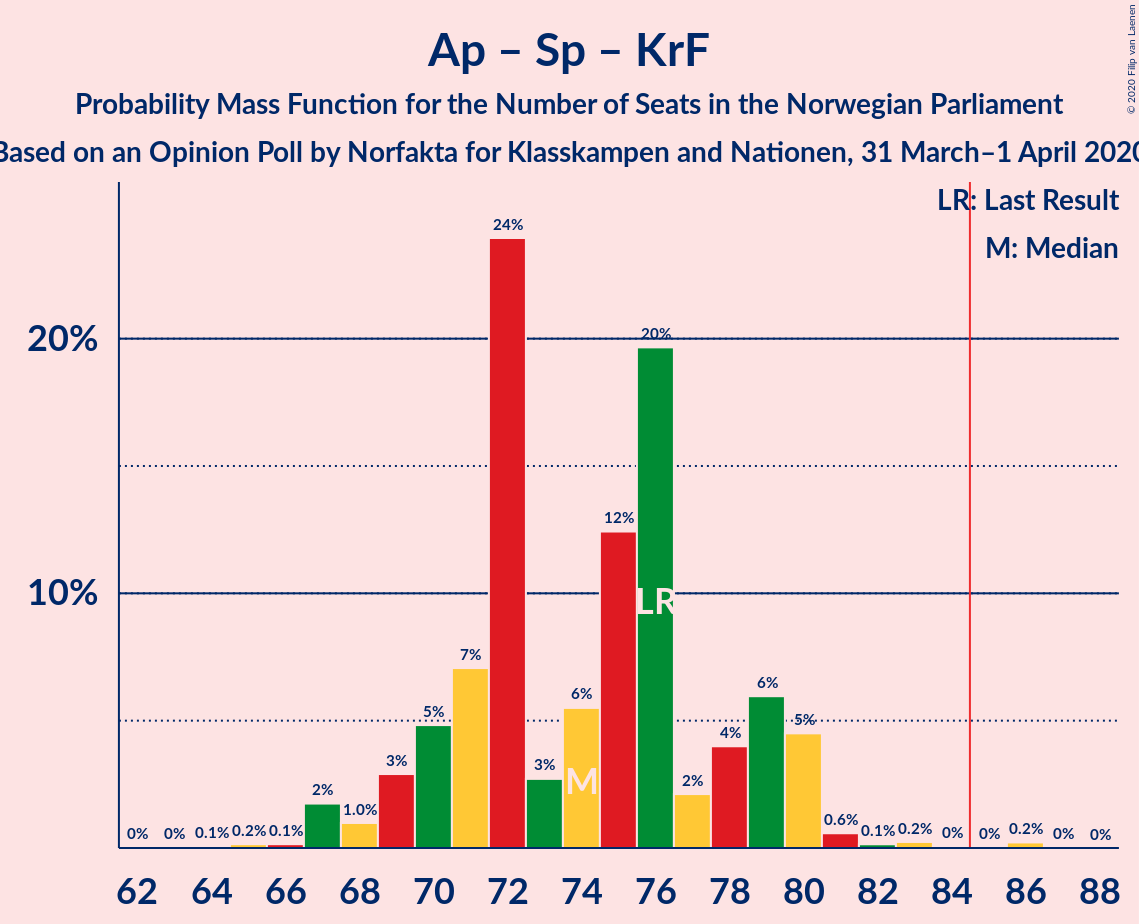 Ap – Sp – KrF
Probability Mass Function for the Number of Seats in the Norwegian Parliament
Based on an Opinion Poll by Norfakta for Klasskampen and Nationen, 31 March–1 April 2020
© 2020 Filip van Laenen
LR: Last Result
M: Median
24%
20%
20%
12%
10%
LR
7%
6%
6%
5%
5%
4%
3%
3%
M
2%
2%
1.0%
0% 0% 0.1% 0.2% 0.1% 0.6% 0.1% 0.2% 0% 0% 0.2% 0% 0%
62 64 66 68 70 72 74 76 78 80 82 84 86 88